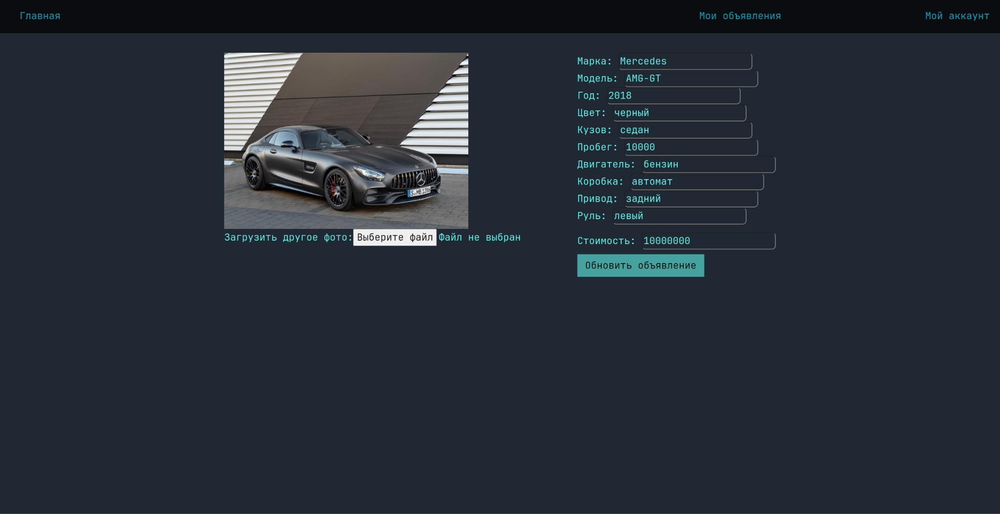 Главная
Мои объявления
Мой аккаунт
S MB 1286
Загрузить другое фото: Выберите файл Файл не выбран
Марка: Mercedes
Модель: AMG-GT
Год: 2018
Цвет: черный
Кузов: седан
Пробег: 10000
Двигатель: бензин
Коробка: автомат
Привод: задний
Руль: левый
Стоимость: 10000000
Обновить объявление